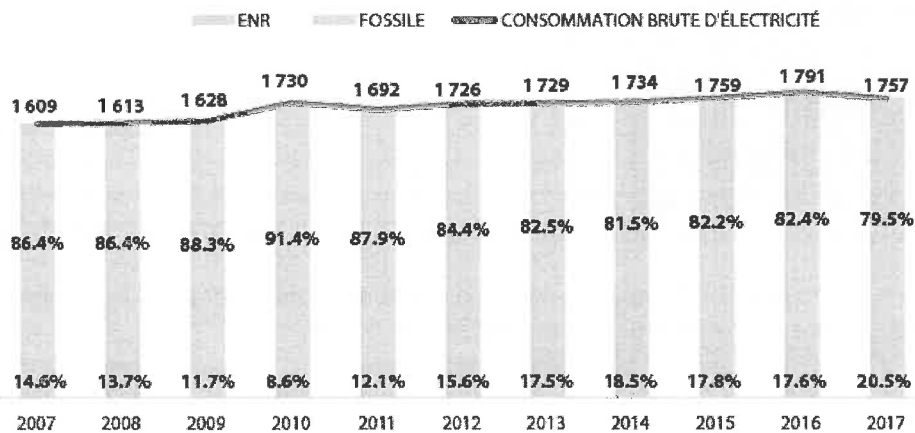 ENR FOSSILE CONSOMMATION BRUTE D'ÉLECTRICITÉ
1 609 1 613 1 628 1 730 1 692 1 726 1 729 1 734 1 759 1 791 1 757
86.4% 86.4% 88.3% 91.4% 87.9% 84.4% 82.5% 81.5% 82.2% 82.4% 79.5%
14.6% 13.7% 11.7% 8.6% 12.1% 15.6% 17.5% 18.5% 17.8% 17.6% 20.5%
2007 2008 2009 2010 2011 2012 2013 2014 2015 2016 2017